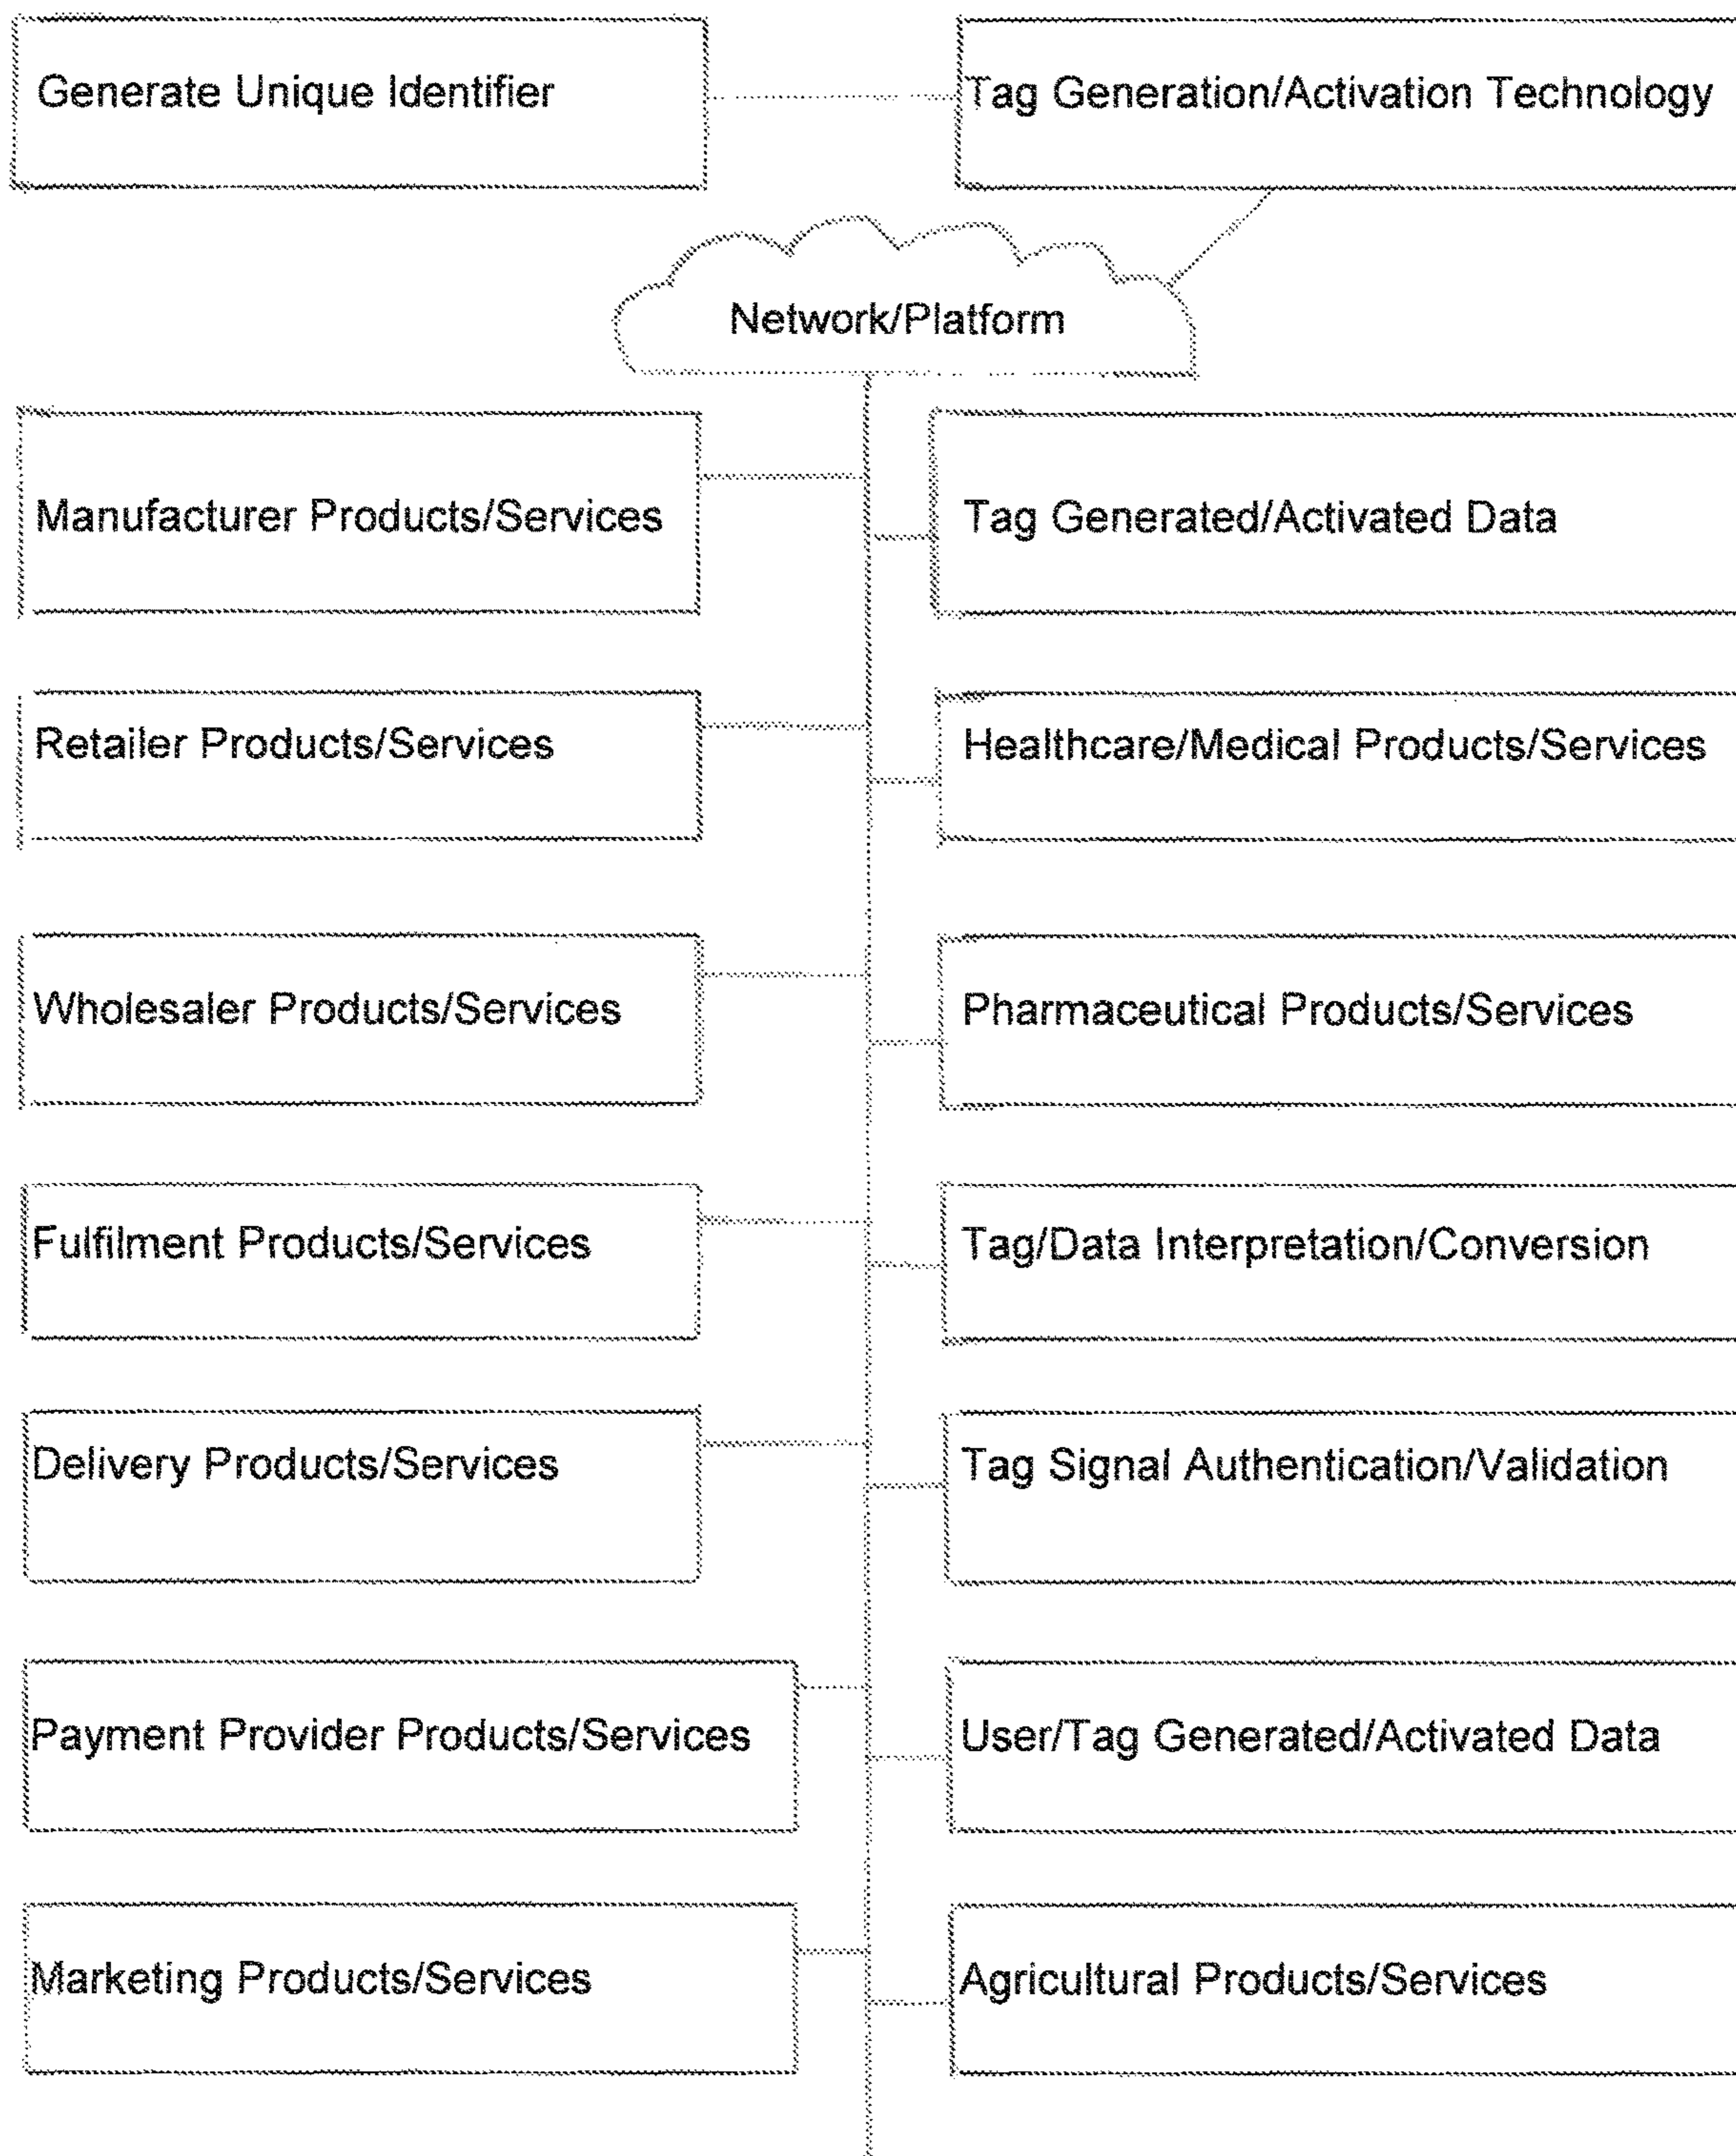 Generate Unique Identifier
Tag Generation/Activation Technology
Network/Platform
Manufacturer Products/Services
Tag Generated/Activated Data
Retailer Products/Services
Healthcare/Medical Products/Services
Wholesaler Products/Services
Pharmaceutical Products/Services
Fulfilment Products/Services
Tag/Data Interpretation/Conversion
Delivery Products/Services
Tag Signal Authentication/Validation
Payment Provider Products/Services
User/Tag Generated/Activated Data
Marketing Products/Services
Agricultural Products/Services